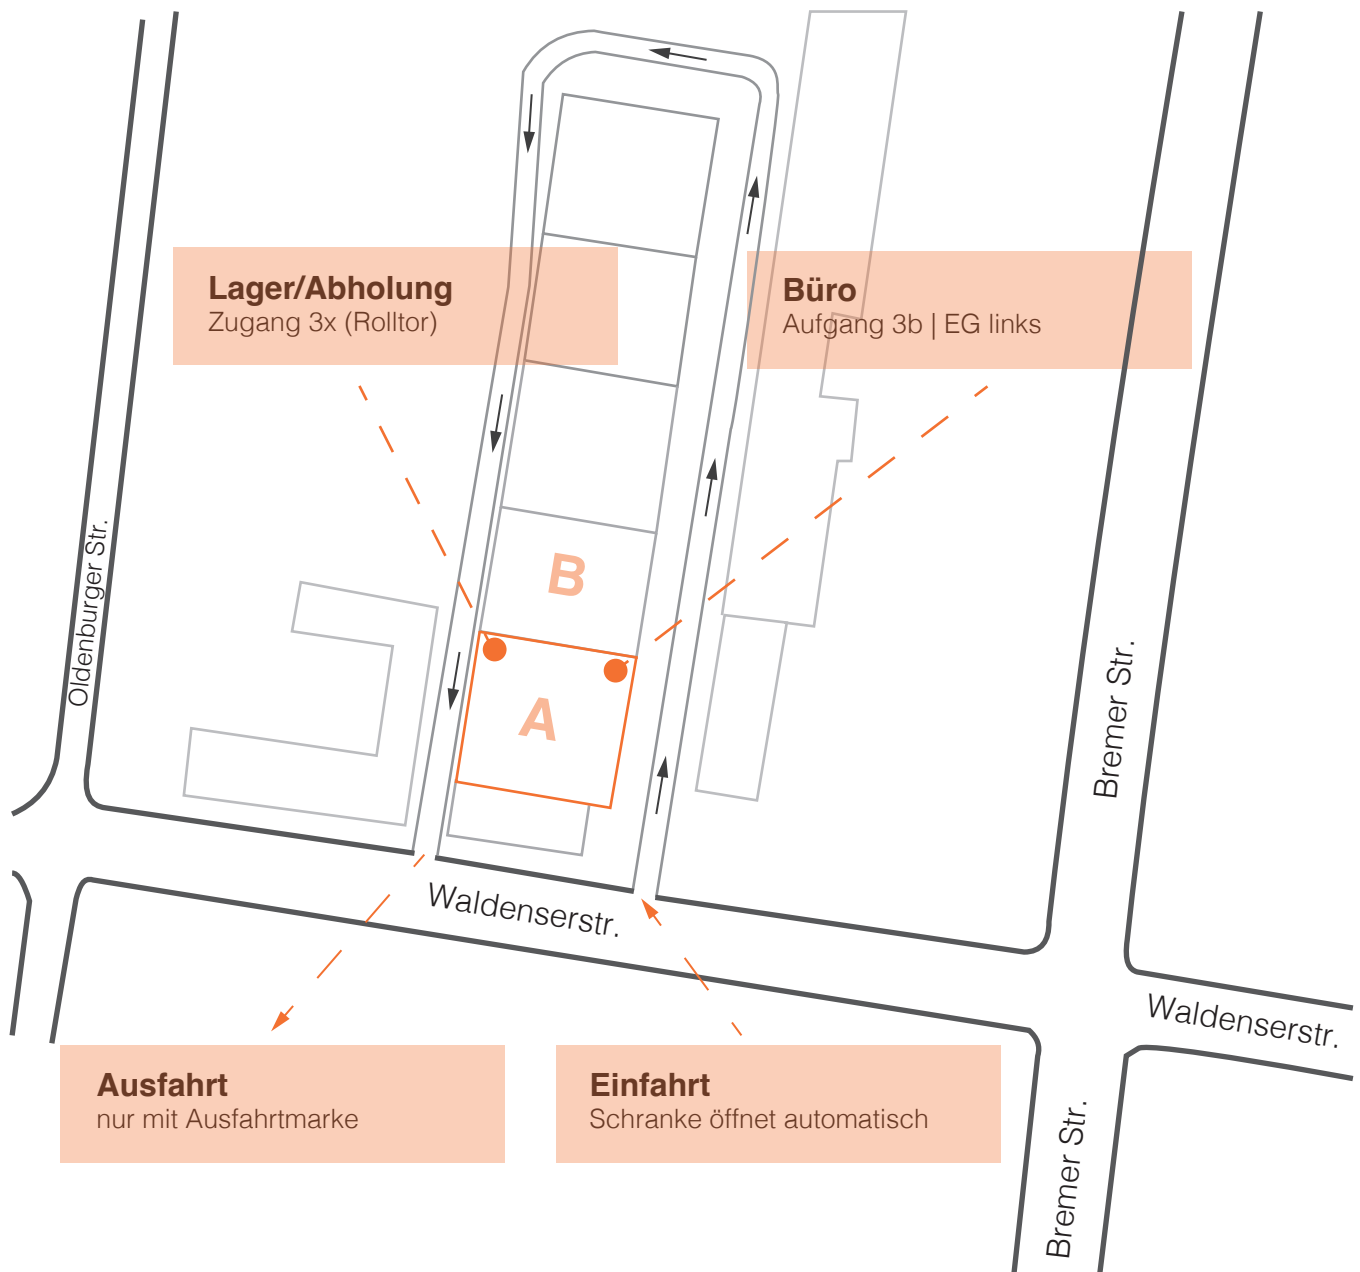 Lager/Abholung
Zugang 3x (Rolltor)
Büro
Aufgang 3b | EG links
Oldenburger Str.
B
A
Bremer Str.
Waldenserstr.
Waldenserstr.
Ausfahrt
nur mit Ausfahrtmarke
Einfahrt
Schranke öffnet automatisch
Bremer Str.